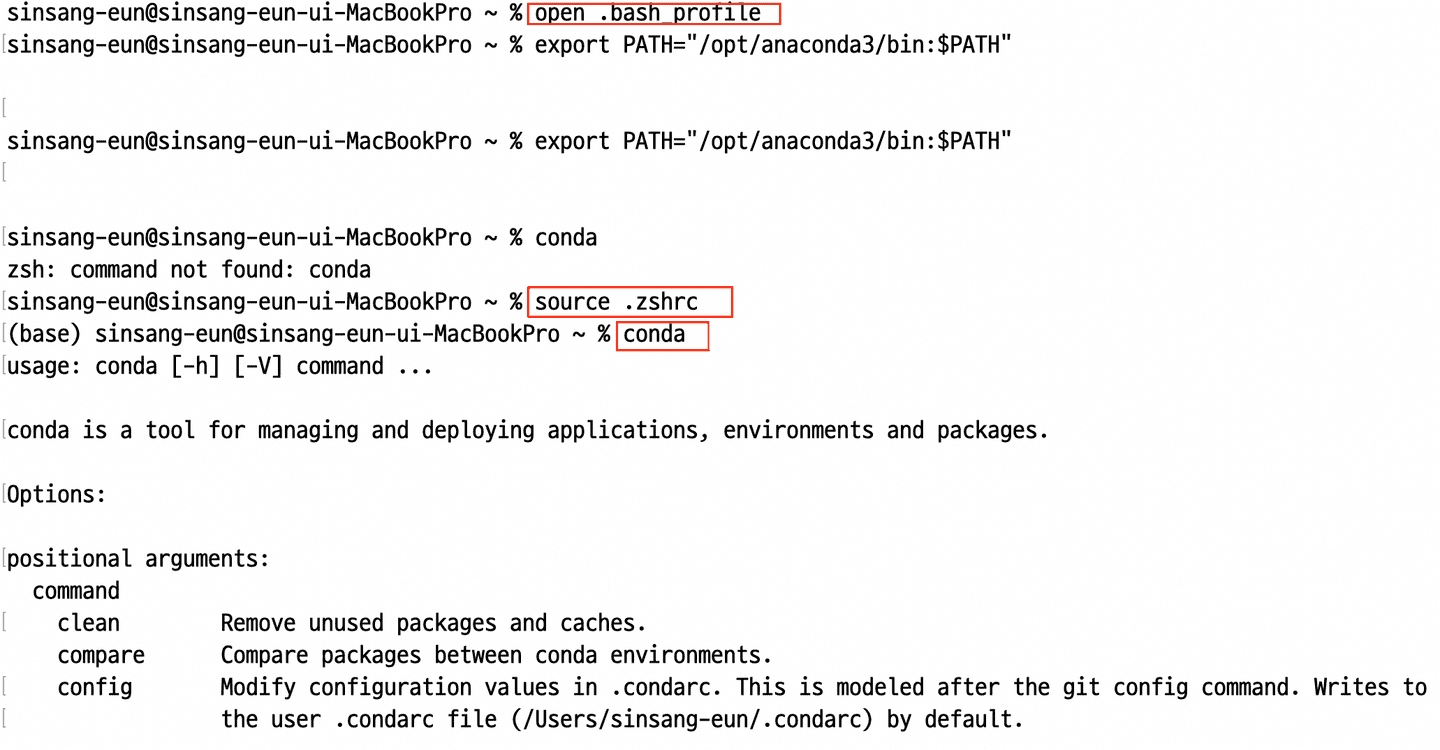 sinsang-eun@sinsang-eun-ui-MacBookPro ~ % open .bash_profile
[sinsang-eun@sinsang-eun-ui-MacBookPro ~ % export PATH="/opt/anaconda3/bin:$PATH"
[
sinsang-eun@sinsang-eun-ui-MacBookPro ~ % export PATH="/opt/anaconda3/bin:$PATH"
[
[sinsang-eun@sinsang-eun-ui-MacBookPro ~ % conda
zsh: command not found: conda
[sinsang-eun@sinsang-eun-ui-MacBookPro ~ % source .zshrc
[(base) sinsang-eun@sinsang-eun-ui-MacBookPro ~ % conda
[usage: conda [-h] [-V] command ...
[conda is a tool for managing and deploying applications, environments and packages.
[Options:
[positional arguments:
  command
[    clean        Remove unused packages and caches.
    compare      Compare packages between conda environments.
[    config       Modify configuration values in .condarc. This is modeled after the git config command. Writes to
[                 the user .condarc file (/Users/sinsang-eun/.condarc) by default.